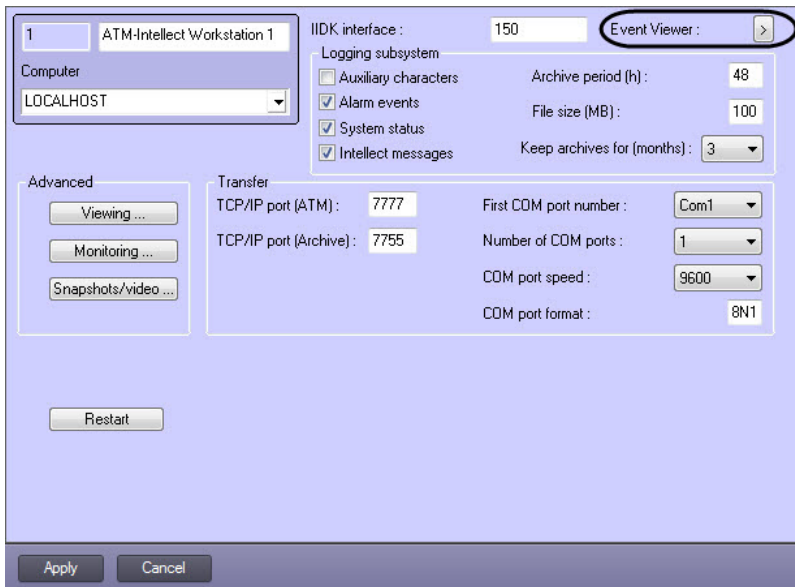 1 ATM-Intellect Workstation 1
Computer
LOCALHOST
IIDK interface : 150 Event Viewer : >
Logging subsystem
Auxiliary characters
Alarm events
System status
Intellect messages
Archive period (h) : 48
File size (MB) : 100
Keep archives for (months) : 3
Advanced
Viewing ...
Monitoring ...
Snapshots/video ...
Transfer
TCP/IP port (ATM) : 7777
TCP/IP port (Archive) : 7755
First COM port number : Com1
Number of COM ports : 1
COM port speed : 9600
COM port format : 8N1
Restart
Apply Cancel